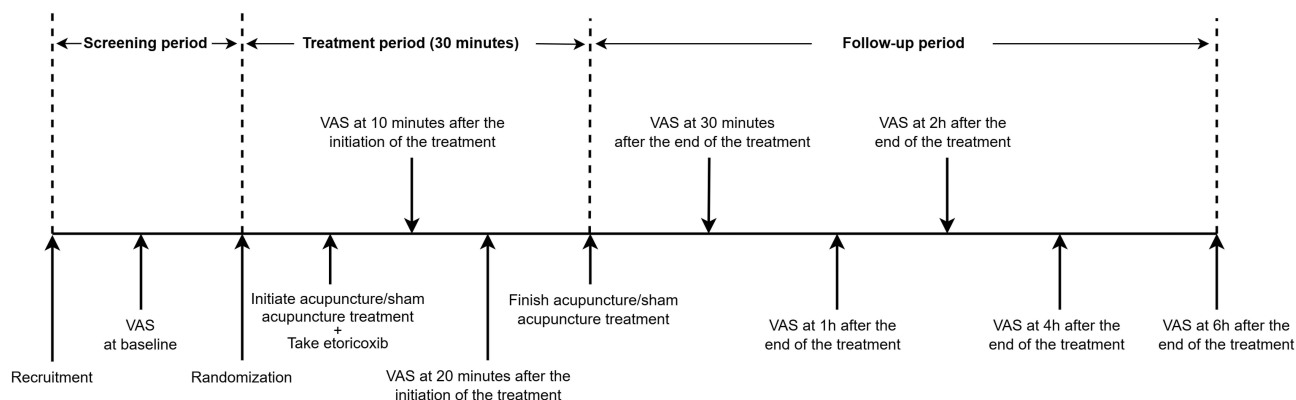 Screening period
Treatment period (30 minutes)
Follow-up period
VAS at 10 minutes after the
initiation of the treatment
VAS at 30 minutes
after the end of the treatment
VAS at 2h after the
end of the treatment
Recruitment
VAS
at baseline
Randomization
Initiate acupuncture/sham
acupuncture treatment
+
Take etoricoxib
VAS at 20 minutes after the
initiation of the treatment
Finish acupuncture/sham
acupuncture treatment
VAS at 1h after the
end of the treatment
VAS at 4h after the
end of the treatment
VAS at 6h after the
end of the treatment